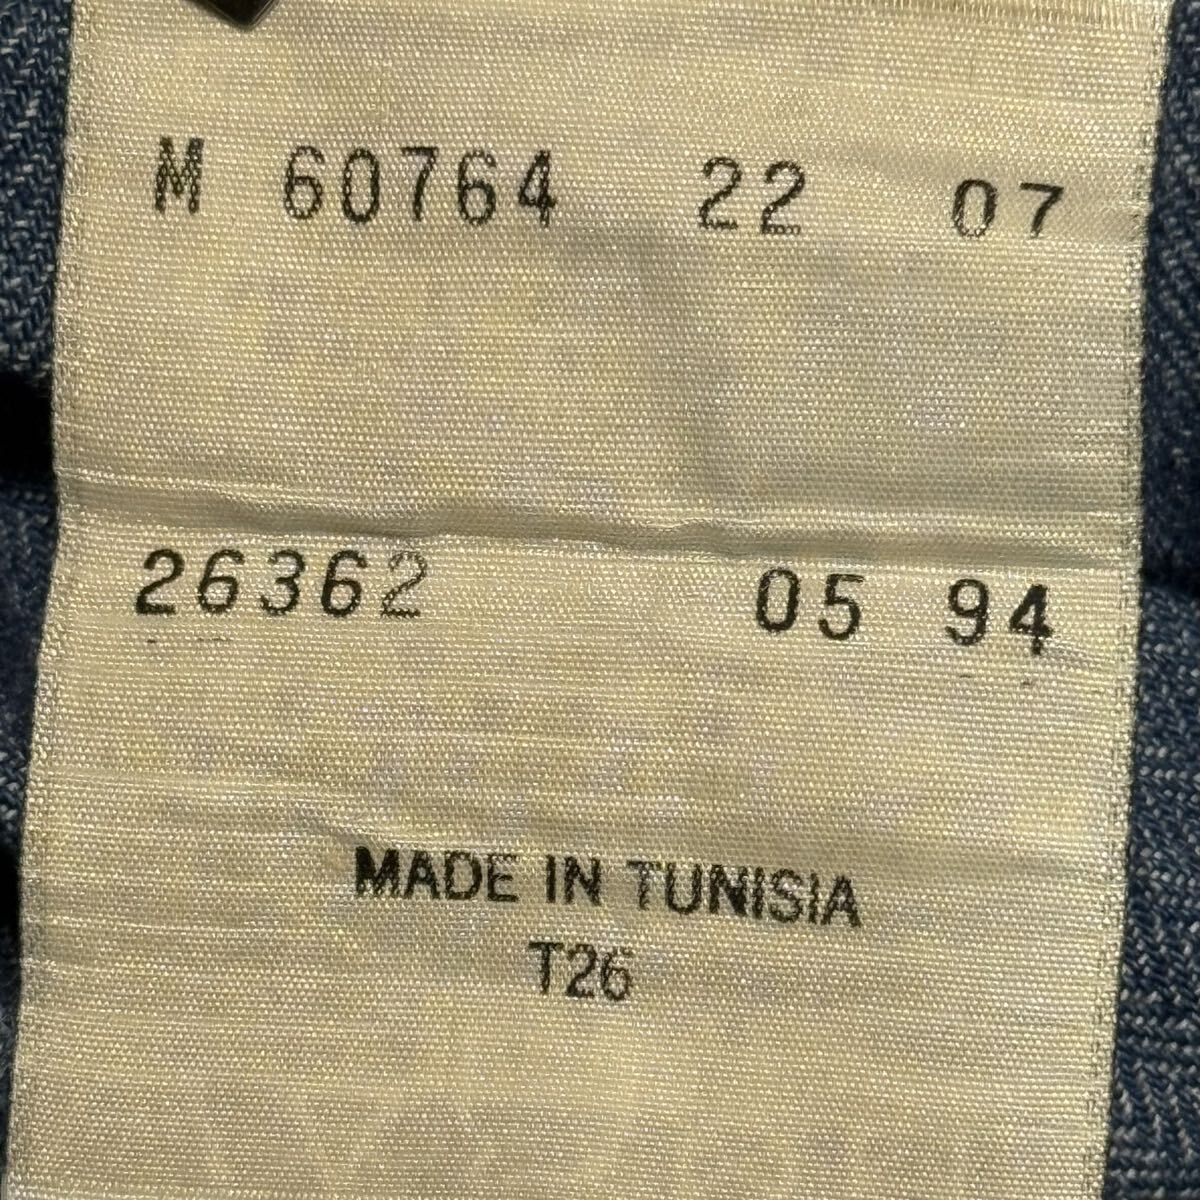 M 60764 22 07
26362 05 94
MADE IN TUNISIA
T26